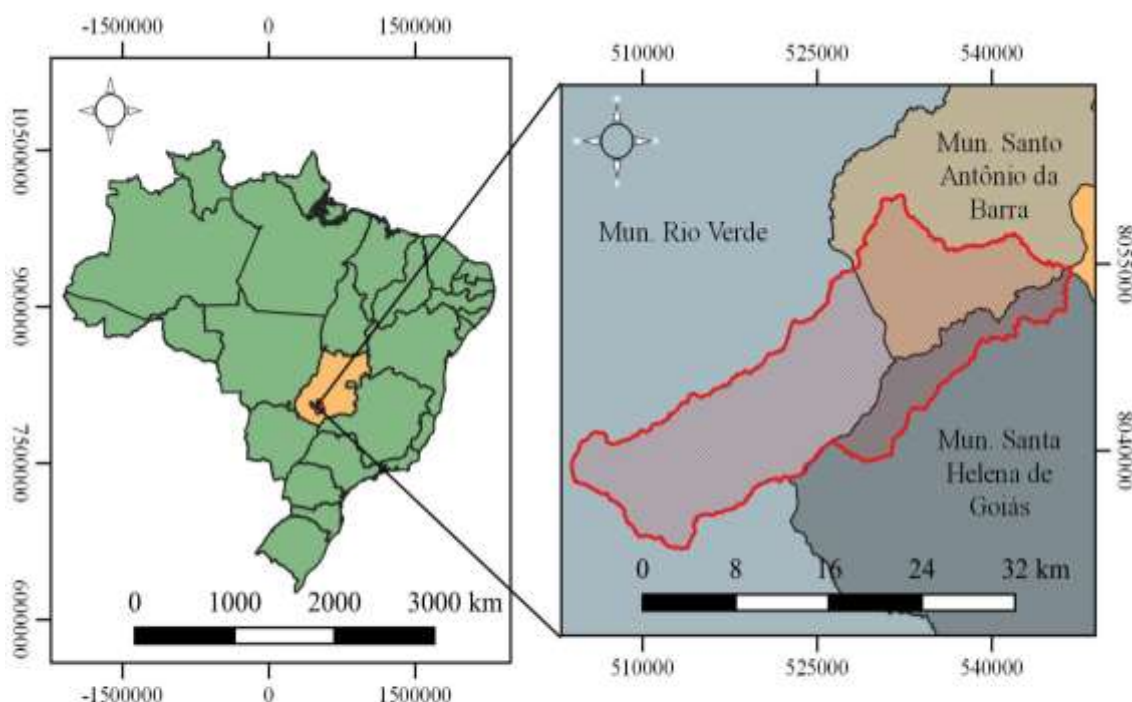 -1500000 0 1500000
510000 525000 540000
10500000
9000000
7500000
6000000
0 1000 2000 3000 km
-1500000 0 1500000
Mun. Rio Verde
Mun. Santo
Antônio da
Barra
Mun. Santa
Helena de
Goiás
8055000
8040000
0 8 16 24 32 km
510000 525000 540000